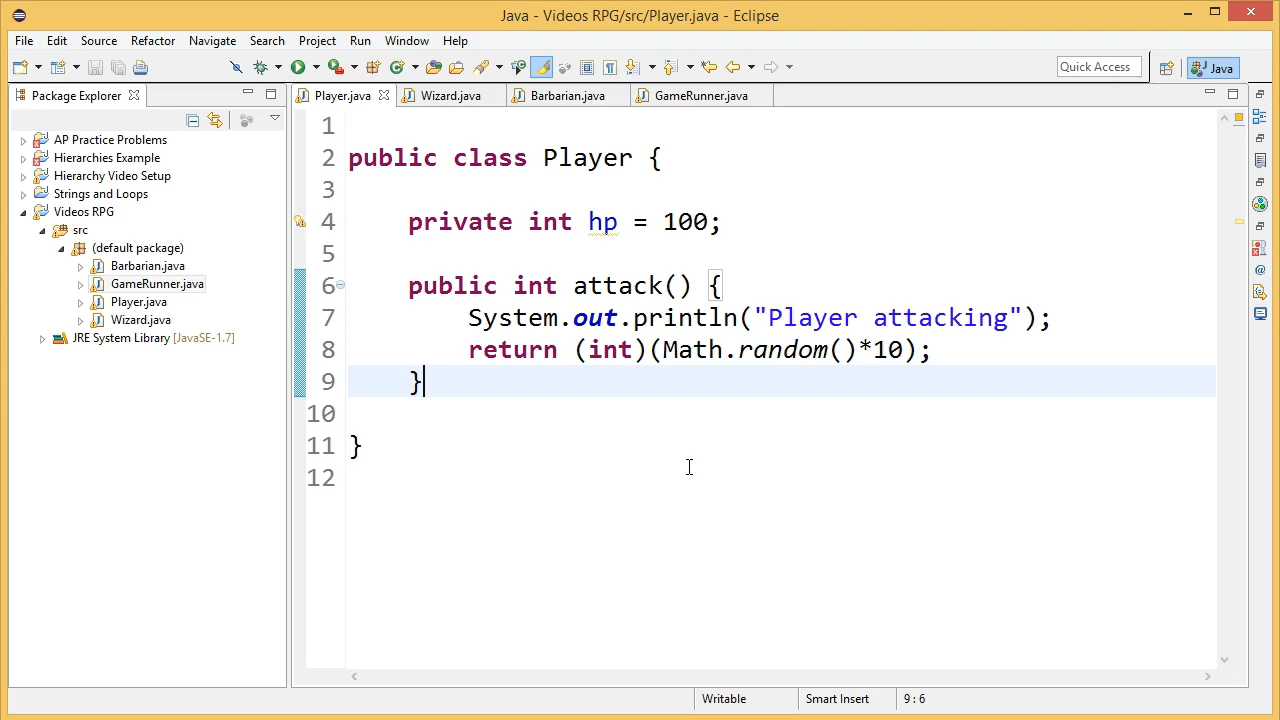 Java - Videos RPG/src/Player.java - Eclipse
File Edit Source Refactor Navigate Search Project Run Window Help
Quick Access
Java
Package Explorer
Player.java
Wizard.java
Barbarian.java
GameRunner.java
AP Practice Problems
Hierarchies Example
Hierarchy Video Setup
Strings and Loops
Videos RPG
src
(default package)
Barbarian.java
GameRunner.java
Player.java
Wizard.java
JRE System Library [JavaSE-1.7]
1
2 public class Player {
3
4 private int hp = 100;
5
6 public int attack() {
7 System.out.println("Player attacking");
8 return (int)(Math.random()*10);
9 }
10
11 }
12
Writable Smart Insert 9 : 6